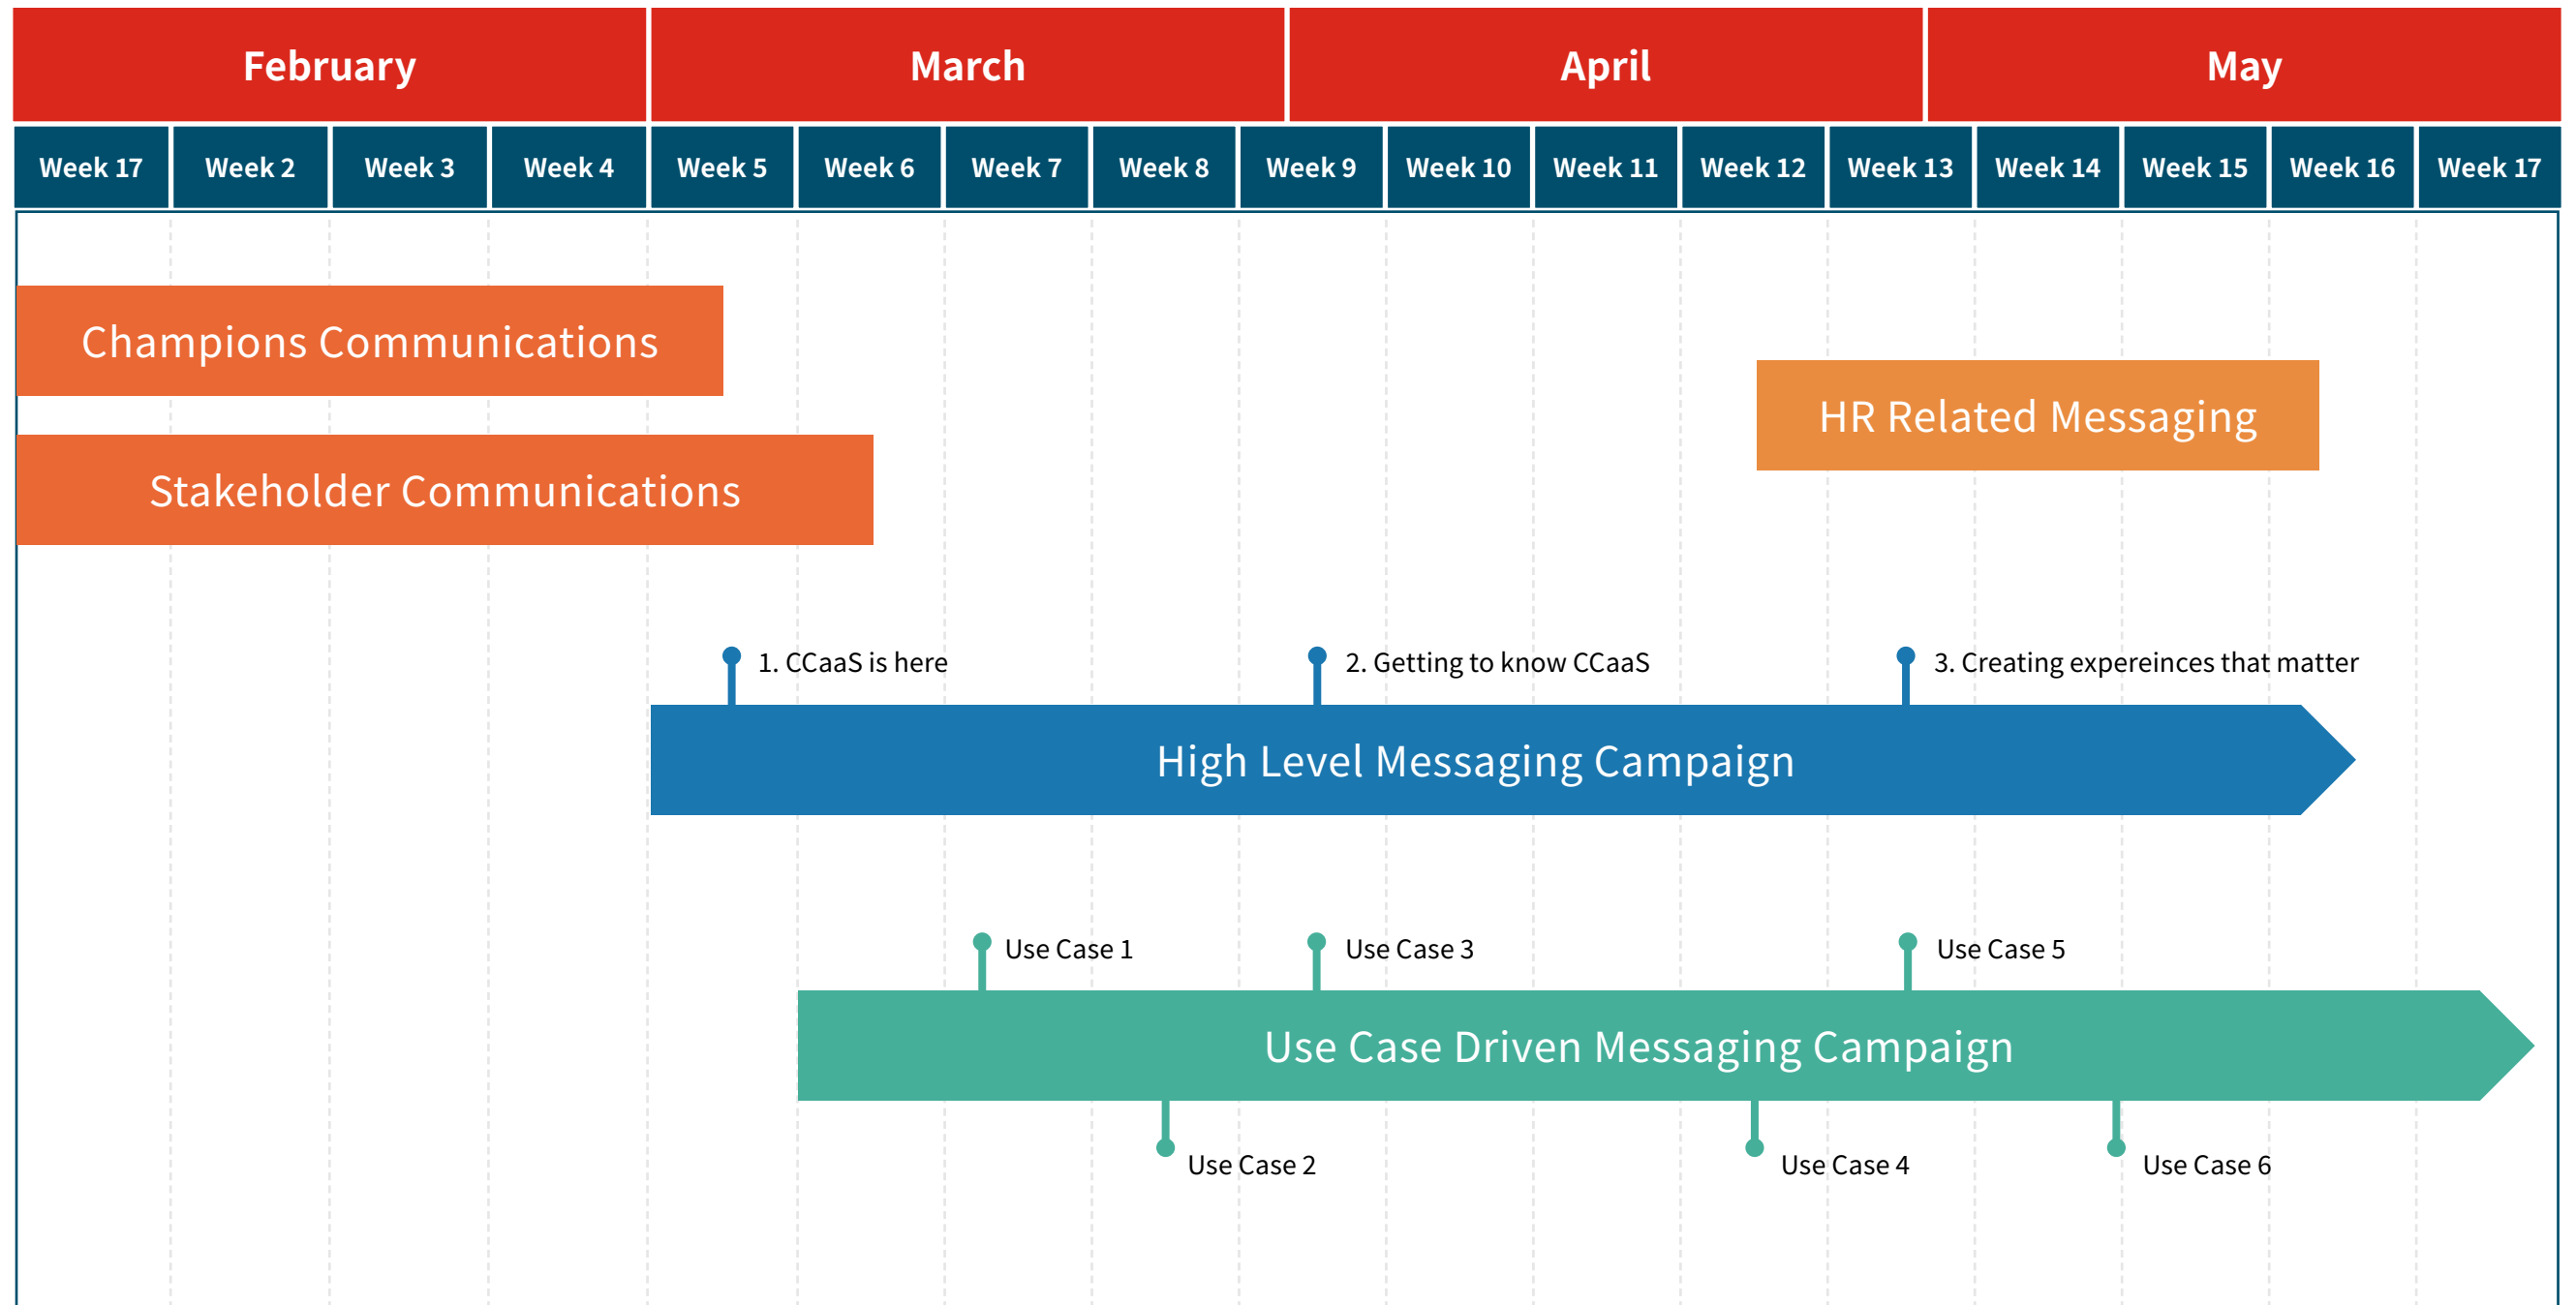 February
March
April
May
Week 17
Week 2
Week 3
Week 4
Week 5
Week 6
Week 7
Week 8
Week 9
Week 10
Week 11
Week 12
Week 13
Week 14
Week 15
Week 16
Week 17
Champions Communications
HR Related Messaging
Stakeholder Communications
1. CCaaS is here
2. Getting to know CCaaS
3. Creating expereinces that matter
High Level Messaging Campaign
Use Case 1
Use Case 3
Use Case 5
Use Case Driven Messaging Campaign
Use Case 2
Use Case 4
Use Case 6